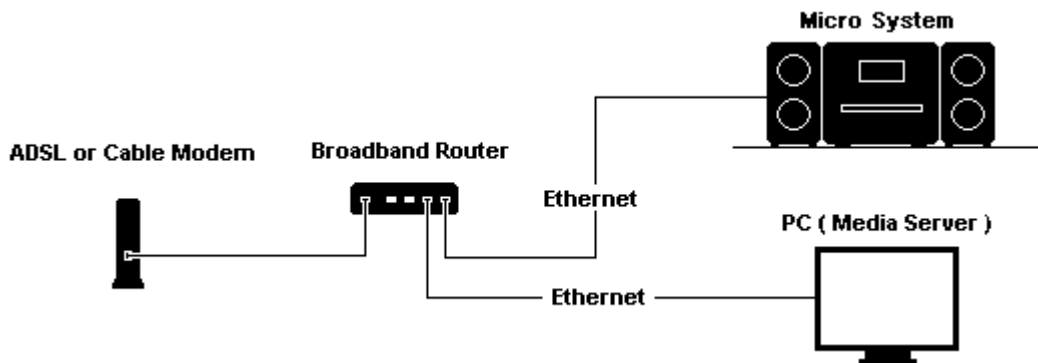 Micro System
ADSL or Cable Modem
Broadband Router
Ethernet
PC ( Media Server )
Ethernet